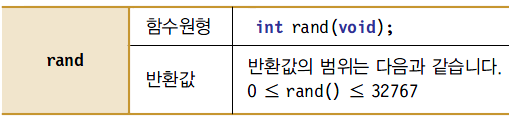 rand
함수원형 int rand(void);
반환값 반환값의 범위는 다음과 같습니다.
0 ≤ rand() ≤ 32767